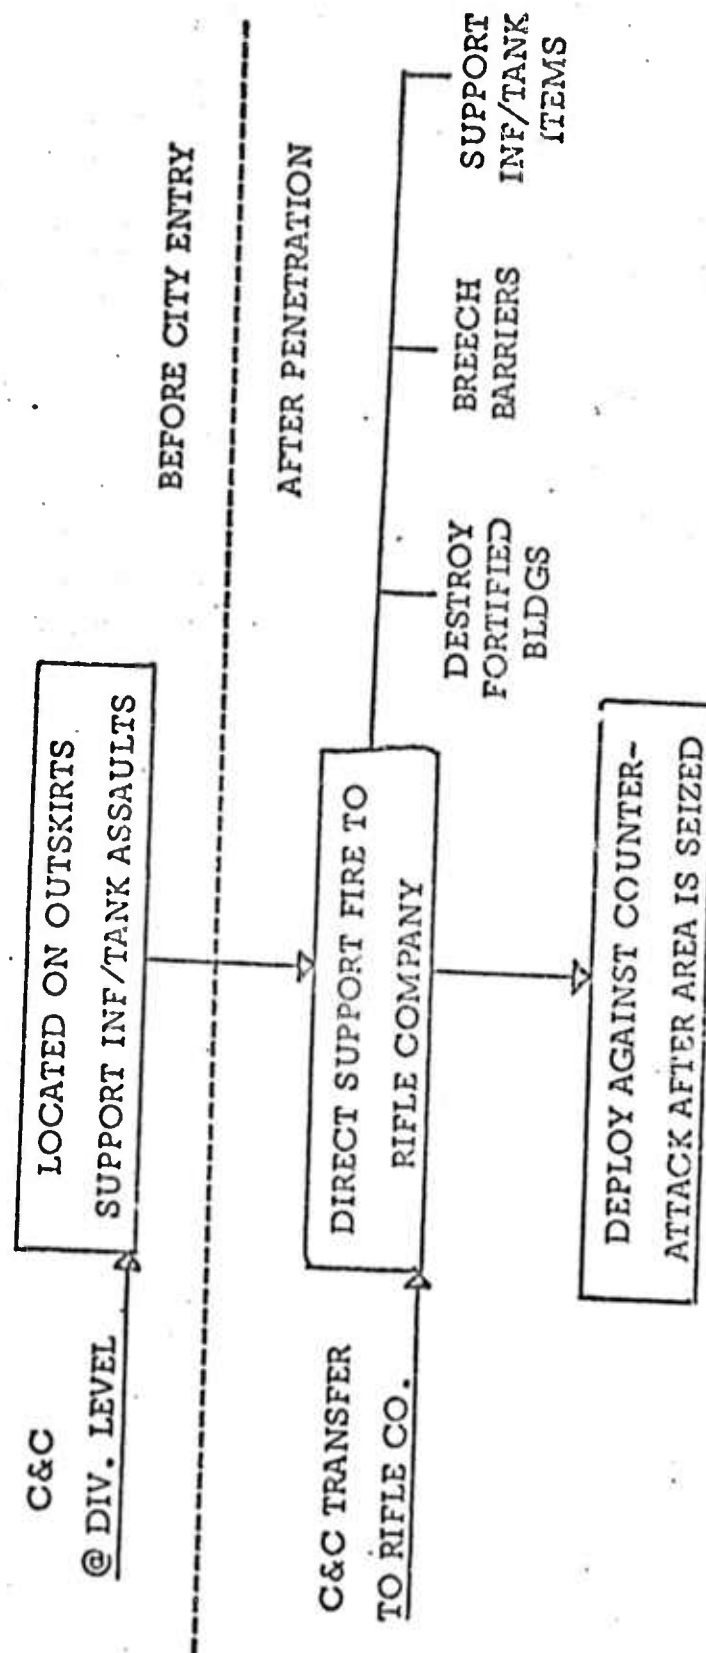 C&C
@ DIV. LEVEL
LOCATED ON OUTSKIRTS
SUPPORT INF/TANK ASSAULTS
BEFORE CITY ENTRY
AFTER PENETRATION
C&C TRANSFER
TO RIFLE CO.
DIRECT SUPPORT FIRE TO
RIFLE COMPANY
DESTROY
FORTIFIED
BLDGS
BREECH
BARRIERS
SUPPORT
INF/TANK
ITEMS
DEPLOY AGAINST COUNTER-
ATTACK AFTER AREA IS SEIZED